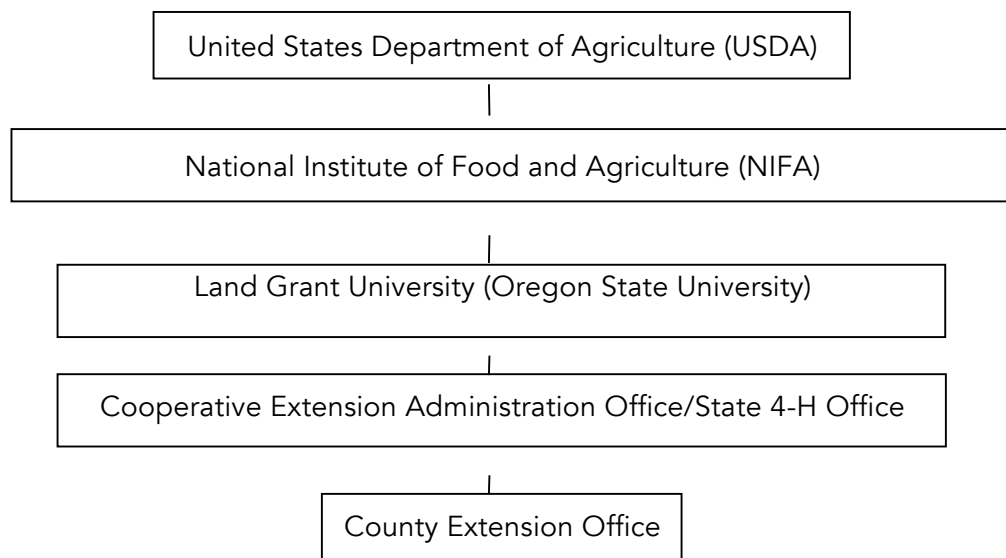 United States Department of Agriculture (USDA)
National Institute of Food and Agriculture (NIFA)
Land Grant University (Oregon State University)
Cooperative Extension Administration Office/State 4-H Office
County Extension Office